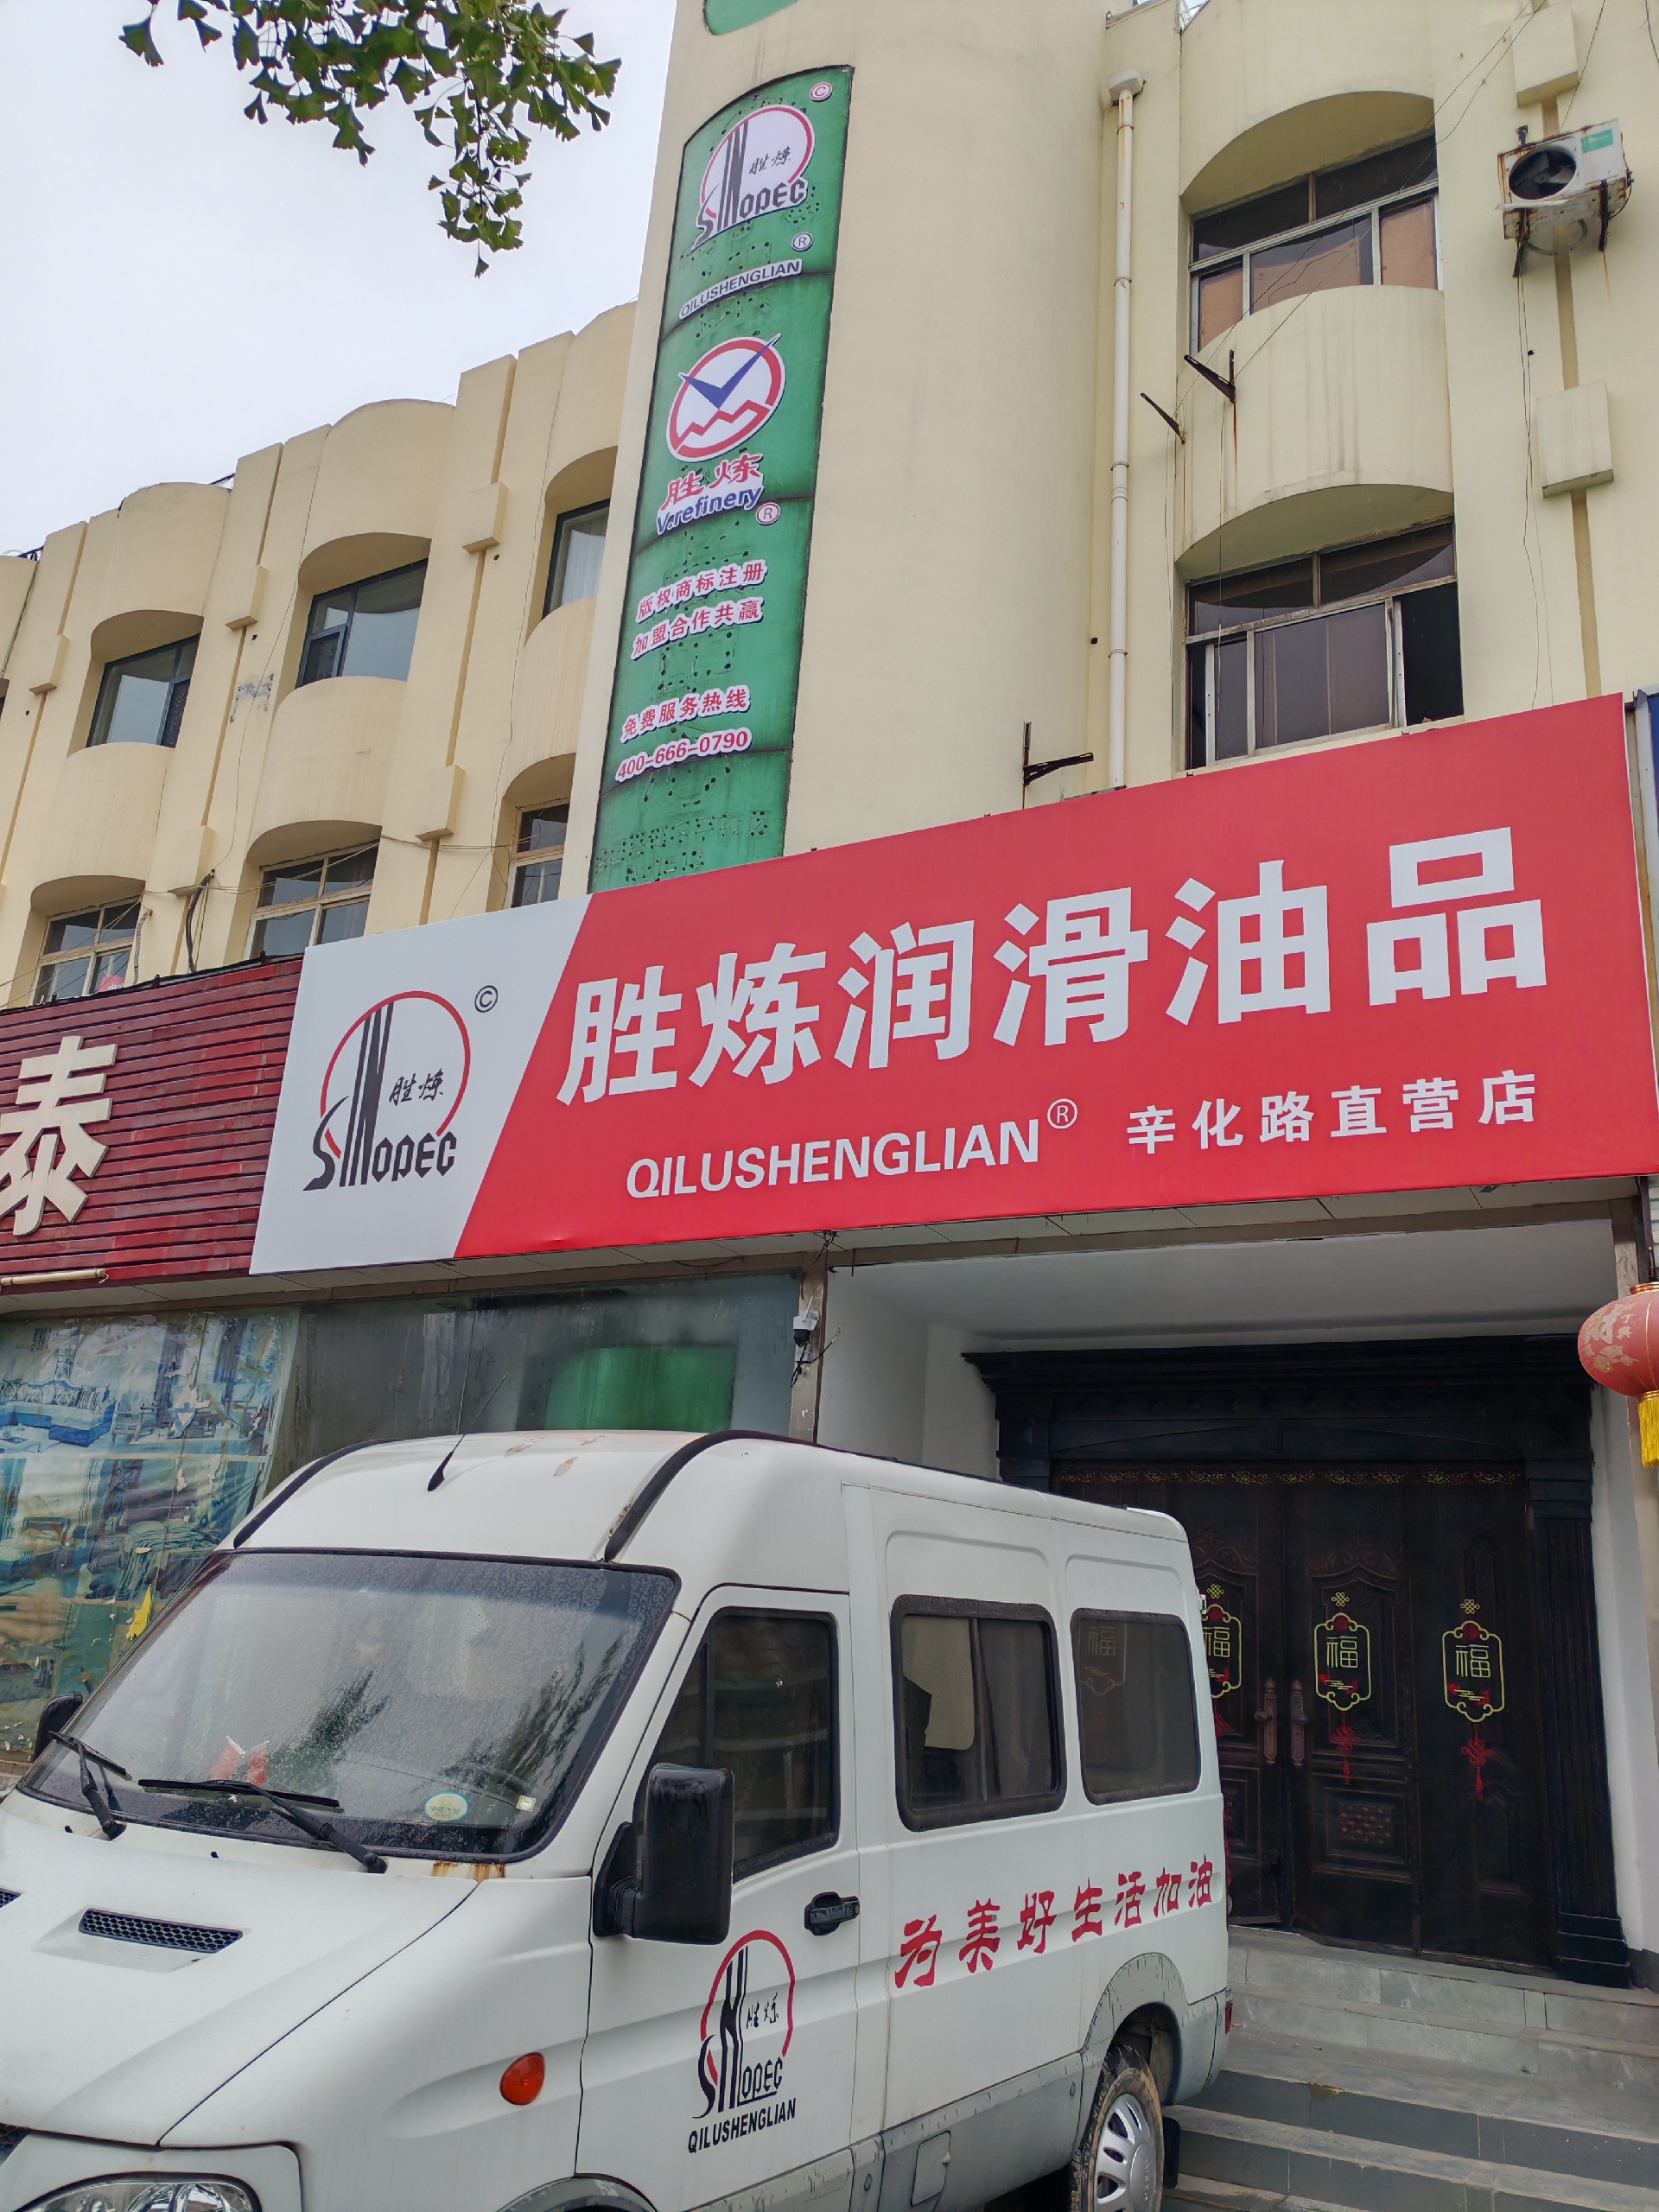 ©
胜炼
SINOPEC
®
QILUSHENGLIAN
胜炼
V.refinery
®
版权商标注册
加盟合作共赢
免费服务热线
400-666-0790
泰
©
胜炼
SINOPEC
胜炼润滑油品
QILUSHENGLIAN®
辛化路直营店
财
福
福
福
福
为美好生活加油
胜炼
SINOPEC
QILUSHENGLIAN